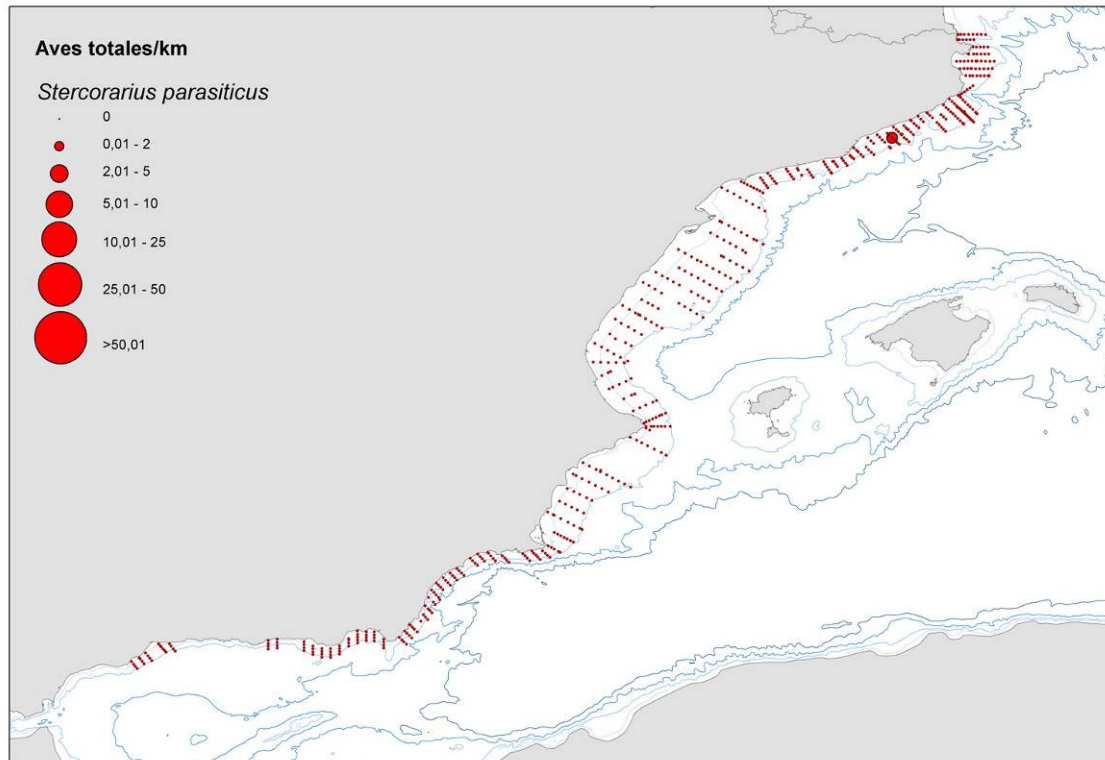 Aves totales/km
Stercorarius parasiticus
0
0,01 - 2
2,01 - 5
5,01 - 10
10,01 - 25
25,01 - 50
>50,01